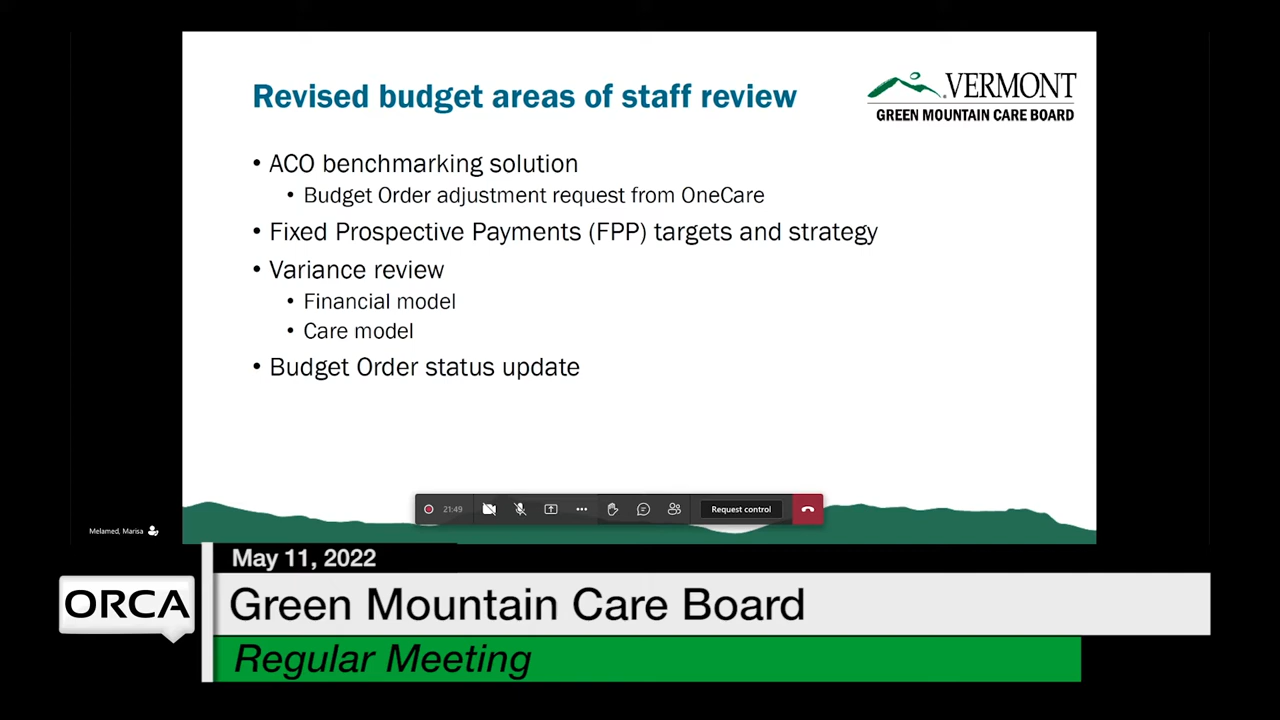 Revised budget areas of staff review
VERMONT
GREEN MOUNTAIN CARE BOARD
• ACO benchmarking solution
• Budget Order adjustment request from OneCare
• Fixed Prospective Payments (FPP) targets and strategy
• Variance review
• Financial model
• Care model
• Budget Order status update
21:49
Request control
Melamed, Marisa
May 11, 2022
ORCA
Green Mountain Care Board
Regular Meeting